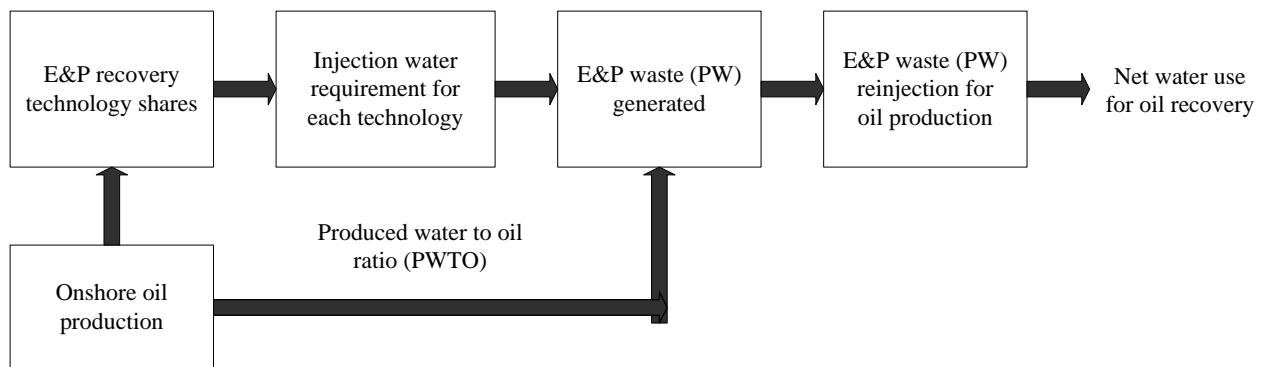 E&P recovery
technology shares
Injection water
requirement for
each technology
E&P waste (PW)
generated
E&P waste (PW)
reinjection for
oil production
Net water use
for oil recovery
Produced water to oil
ratio (PWTO)
Onshore oil
production